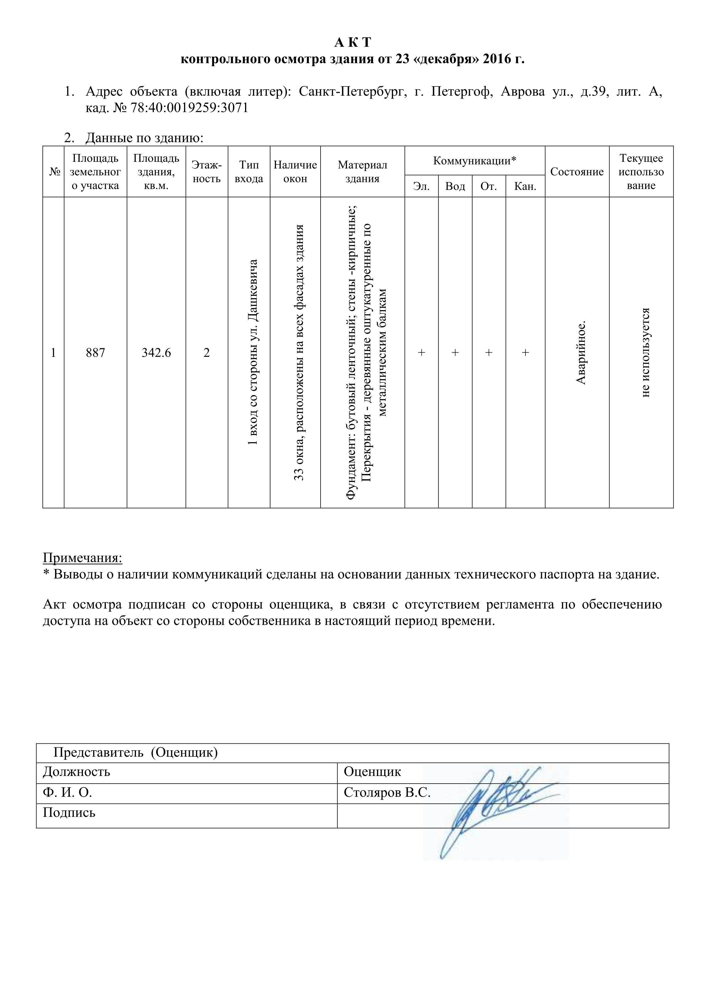 А К Т
контрольного осмотра здания от 23 «декабря» 2016 г.
1. Адрес объекта (включая литер): Санкт-Петербург, г. Петергоф, Аврова ул., д.39, лит. А,
кад. № 78:40:0019259:3071
2. Данные по зданию:
№
Площадь
земельног
о участка
Площадь
здания,
кв.м.
Этаж-
ность
Тип
входа
Наличие
окон
Материал
здания
Коммуникации*
Эл.
Вод
От.
Кан.
Состояние
Текущее
использо
вание
1
887
342.6
2
1 вход со стороны ул. Дашкевича
33 окна, расположены на всех фасадах здания
Фундамент: бутовый ленточный; стены -кирпичные;
Перекрытия - деревянные оштукатуренные по
металлическим балкам
+
+
+
+
Аварийное.
не используется
Примечания:
* Выводы о наличии коммуникаций сделаны на основании данных технического паспорта на здание.
Акт осмотра подписан со стороны оценщика, в связи с отсутствием регламента по обеспечению
доступа на объект со стороны собственника в настоящий период времени.
Представитель (Оценщик)
Должность
Оценщик
Ф. И. О.
Столяров В.С.
Подпись